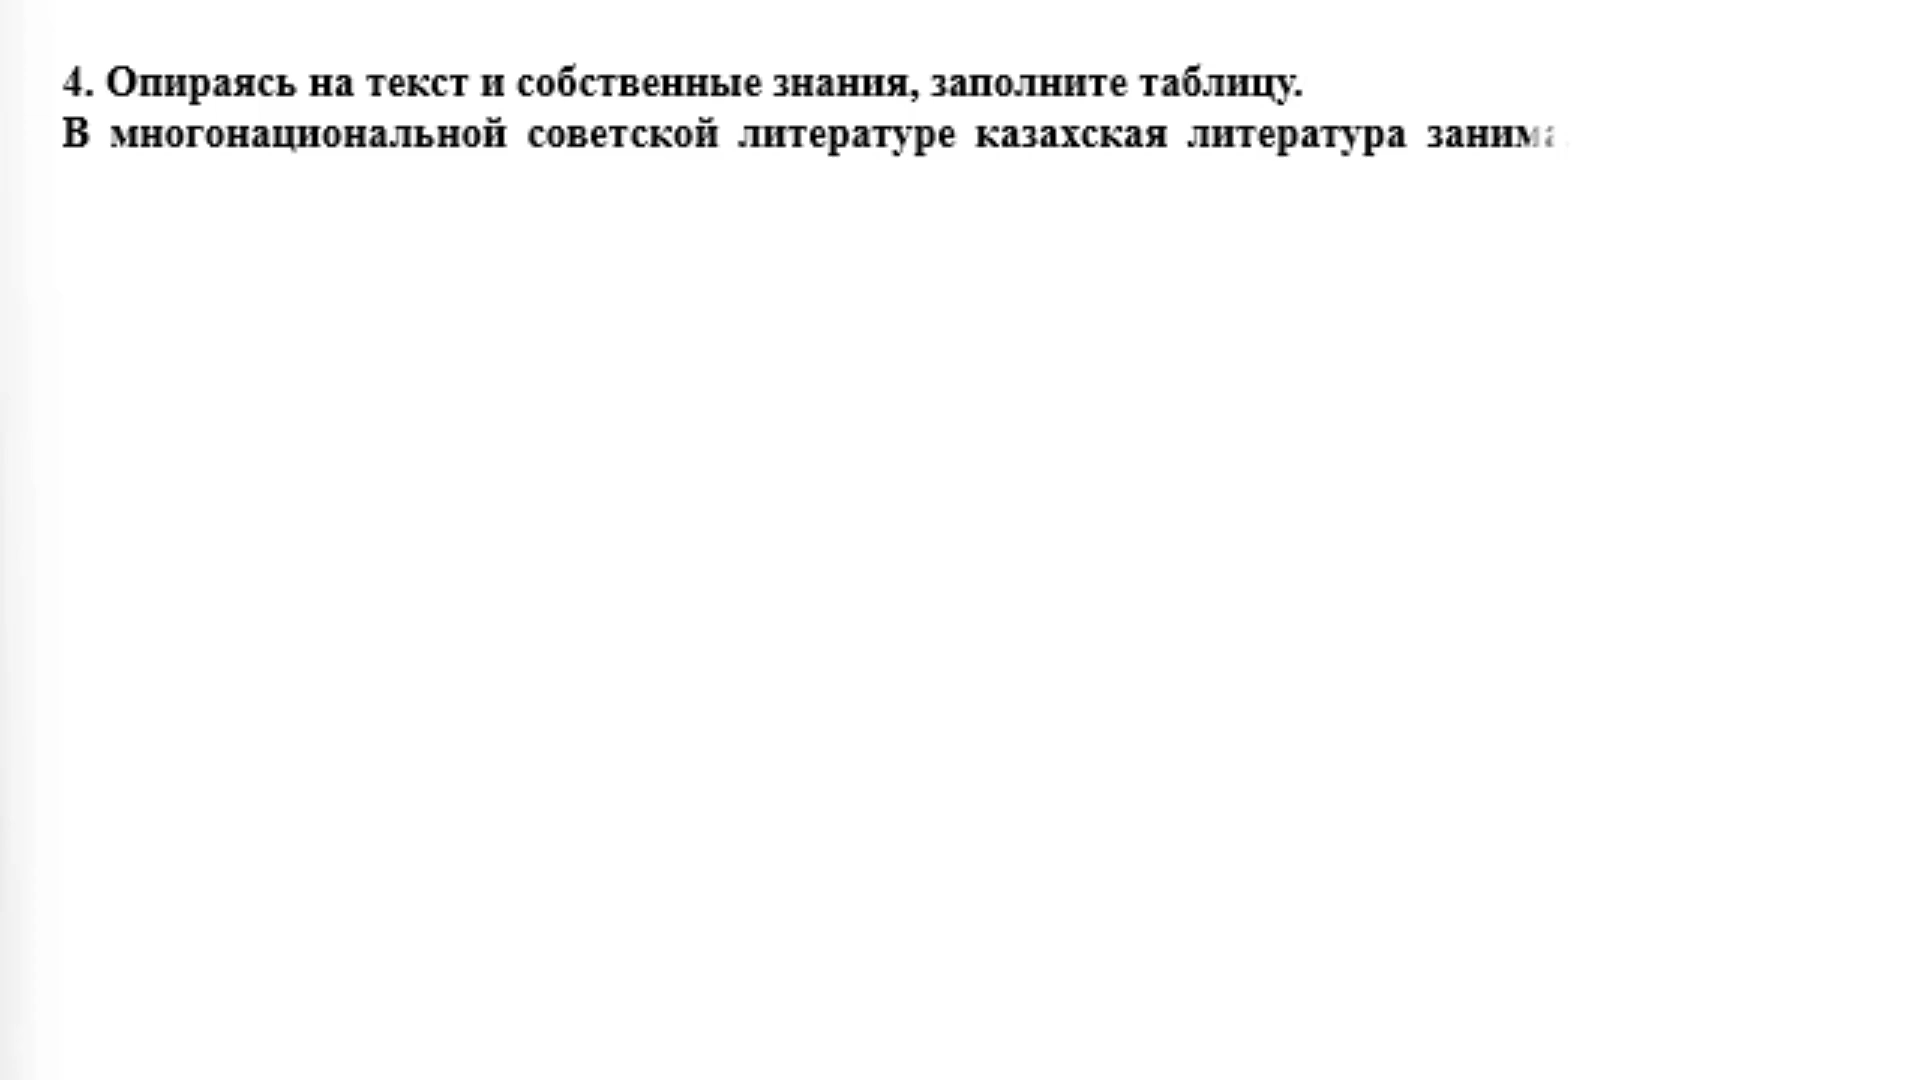 4. Опираясь на текст и собственные знания, заполните таблицу.
В многонациональной советской литературе казахская литература